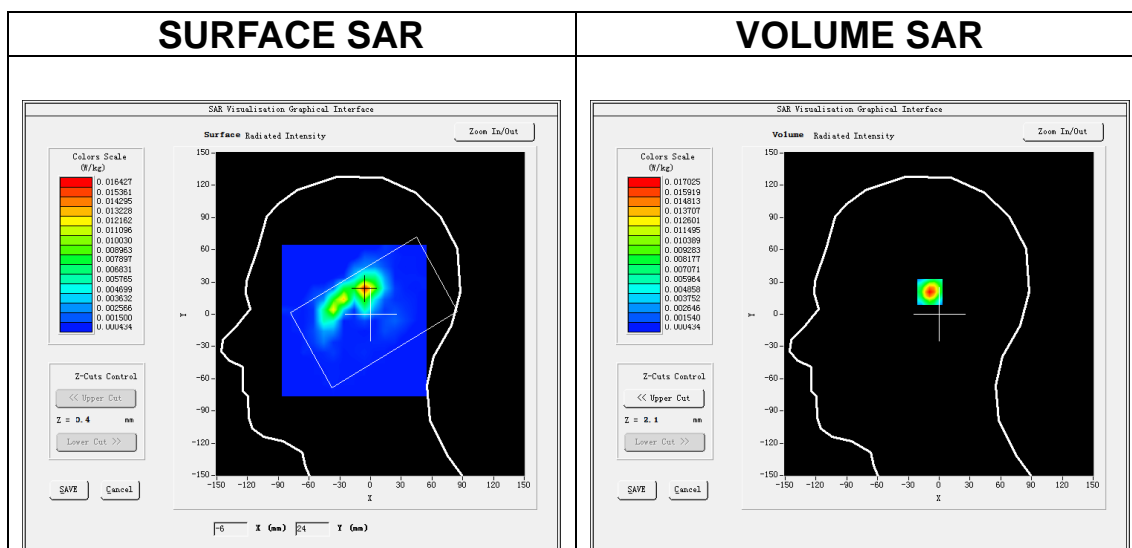 SURFACE SAR
VOLUME SAR
SAR Visualisation Graphical Interface
Surface Radiated Intensity
Zoom In/Out
Colors Scale
(W/kg)
0.016427
0.015361
0.014295
0.013228
0.012162
0.011096
0.010030
0.008963
0.007897
0.006831
0.005765
0.004699
0.003632
0.002566
0.001500
0.000434
150
120
90
60
30
0
-30
-60
-90
-120
-150
Y
-150 -120 -90 -60 -30 0 30 60 90 120 150
X
Z-Cuts Control
<< Upper Cut
Z = 0.4 mm
Lower Cut >>
SAVE
Cancel
-6 X (mm) 24 Y (mm)
SAR Visualisation Graphical Interface
Volume Radiated Intensity
Zoom In/Out
Colors Scale
(W/kg)
0.017025
0.015919
0.014813
0.013707
0.012601
0.011495
0.010389
0.009283
0.008177
0.007071
0.005964
0.004858
0.003752
0.002646
0.001540
0.000434
150
120
90
60
30
0
-30
-60
-90
-120
-150
Y
-150 -120 -90 -60 -30 0 30 60 90 120 150
X
Z-Cuts Control
<< Upper Cut
Z = 2.1 mm
Lower Cut >>
SAVE
Cancel